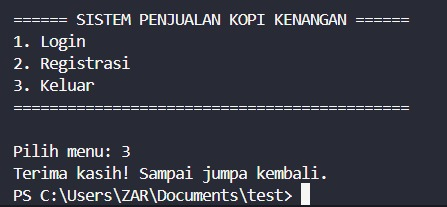 ====== SISTEM PENJUALAN KOPI KENANGAN ======
1. Login
2. Registrasi
3. Keluar
============================================
Pilih menu: 3
Terima kasih! Sampai jumpa kembali.
PS C:\Users\ZAR\Documents\test>